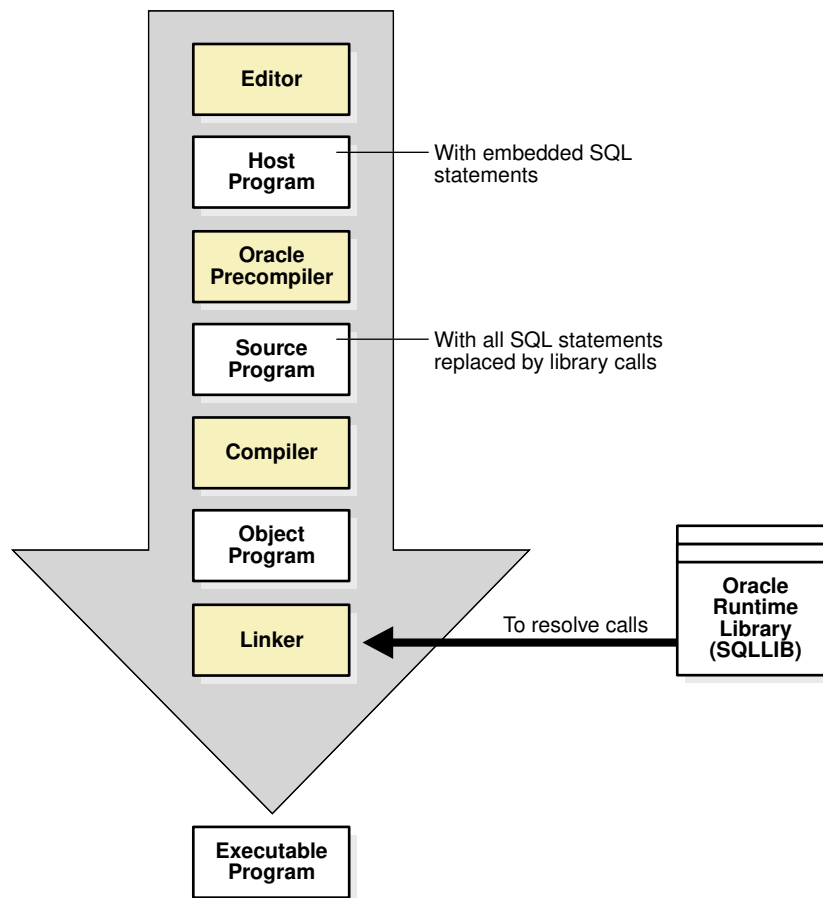 Editor
Host
Program
With embedded SQL
statements
Oracle
Precompiler
Source
Program
With all SQL statements
replaced by library calls
Compiler
Object
Program
Linker
To resolve calls
Oracle
Runtime
Library
(SQLLIB)
Executable
Program